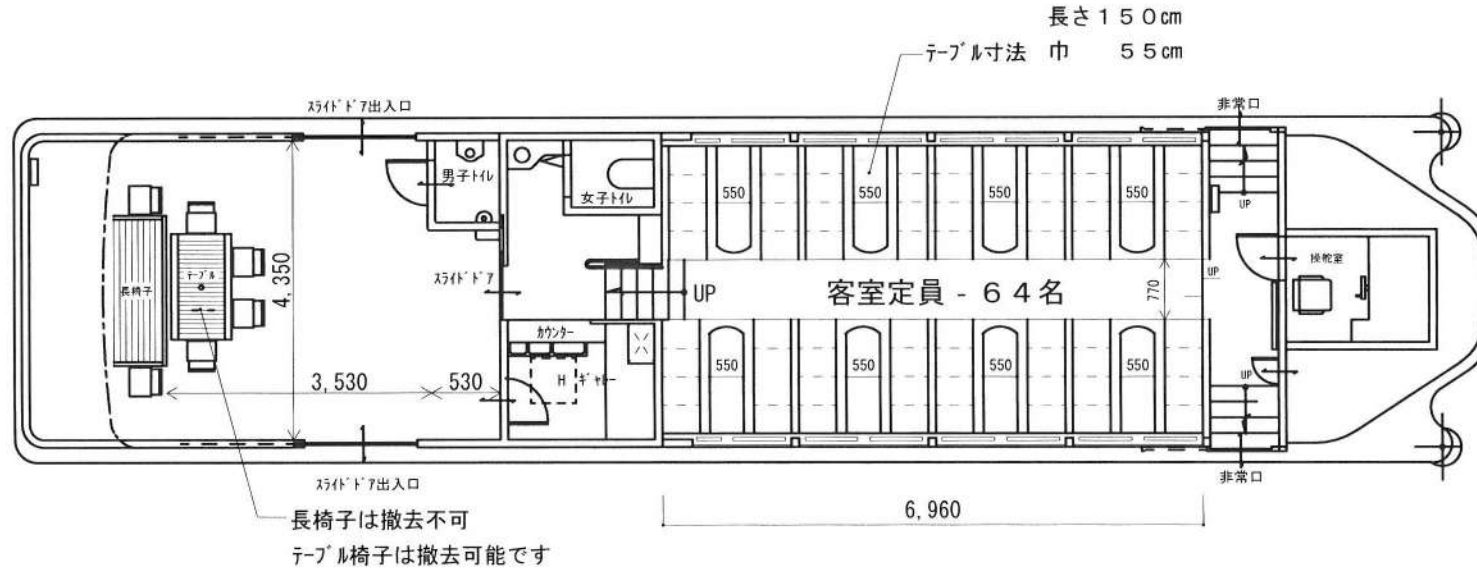 長さ１５０㎝
ﾃｰﾌﾞﾙ寸法 巾 ５５㎝
ｽﾗｲﾄﾞﾄﾞｱ出入口
非常口
男子ﾄｲﾚ
女子ﾄｲﾚ
550
550
550
550
UP
長椅子
ﾃｰﾌﾞﾙ
4,350
ｽﾗｲﾄﾞﾄﾞｱ
UP
客室定員 - ６４名
770
UP
操舵室
ｶｳﾝﾀｰ
550
550
550
550
3,530
530
H ｷﾞｬﾚｰ
UP
ｽﾗｲﾄﾞﾄﾞｱ出入口
非常口
6,960
長椅子は撤去不可
ﾃｰﾌﾞﾙ椅子は撤去可能です